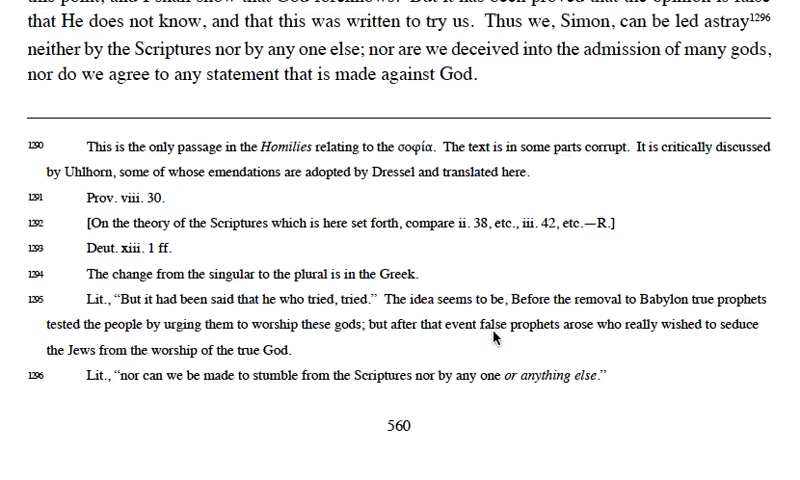 that He does not know, and that this was written to try us. Thus we, Simon, can be led astray1296
neither by the Scriptures nor by any one else; nor are we deceived into the admission of many gods,
nor do we agree to any statement that is made against God.
1290 This is the only passage in the Homilies relating to the σοφία. The text is in some parts corrupt. It is critically discussed
by Uhlhorn, some of whose emendations are adopted by Dressel and translated here.
1291 Prov. viii. 30.
1292 [On the theory of the Scriptures which is here set forth, compare ii. 38, etc., iii. 42, etc.—R.]
1293 Deut. xiii. 1 ff.
1294 The change from the singular to the plural is in the Greek.
1295 Lit., “But it had been said that he who tried, tried.” The idea seems to be, Before the removal to Babylon true prophets
tested the people by urging them to worship these gods; but after that event false prophets arose who really wished to seduce
the Jews from the worship of the true God.
1296 Lit., “nor can we be made to stumble from the Scriptures nor by any one or anything else.”
560